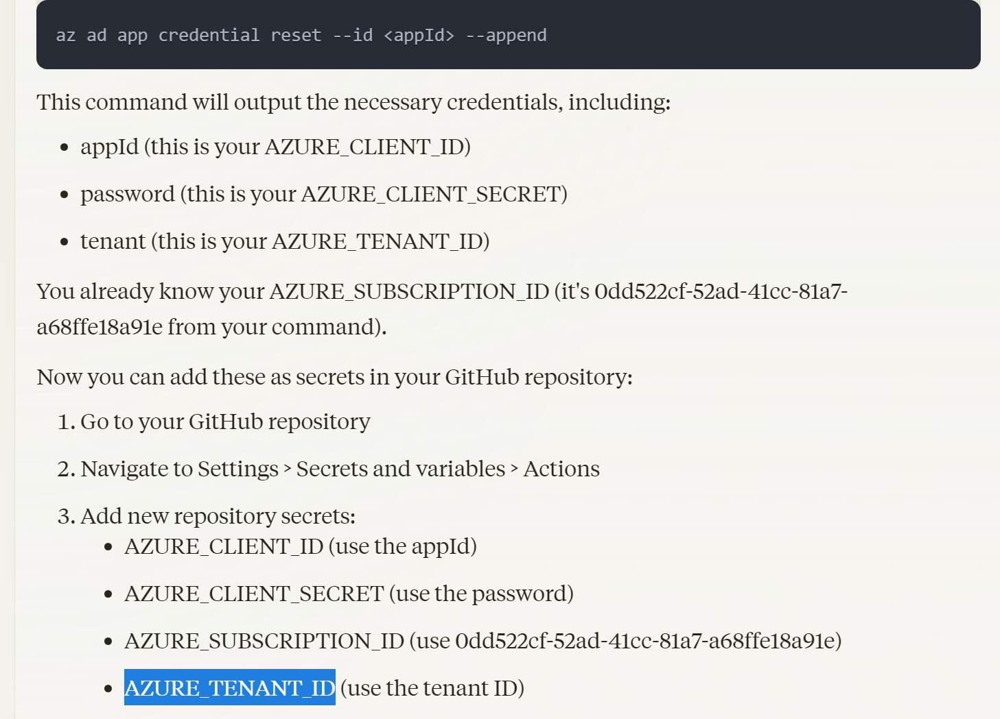 az ad app credential reset --id <appId> --append
This command will output the necessary credentials, including:
• appId (this is your AZURE_CLIENT_ID)
• password (this is your AZURE_CLIENT_SECRET)
• tenant (this is your AZURE_TENANT_ID)
You already know your AZURE_SUBSCRIPTION_ID (it's 0dd522cf-52ad-41cc-81a7-
a68ffe18a91e from your command).
Now you can add these as secrets in your GitHub repository:
1. Go to your GitHub repository
2. Navigate to Settings > Secrets and variables > Actions
3. Add new repository secrets:
• AZURE_CLIENT_ID (use the appId)
• AZURE_CLIENT_SECRET (use the password)
• AZURE_SUBSCRIPTION_ID (use 0dd522cf-52ad-41cc-81a7-a68ffe18a91e)
• AZURE_TENANT_ID (use the tenant ID)